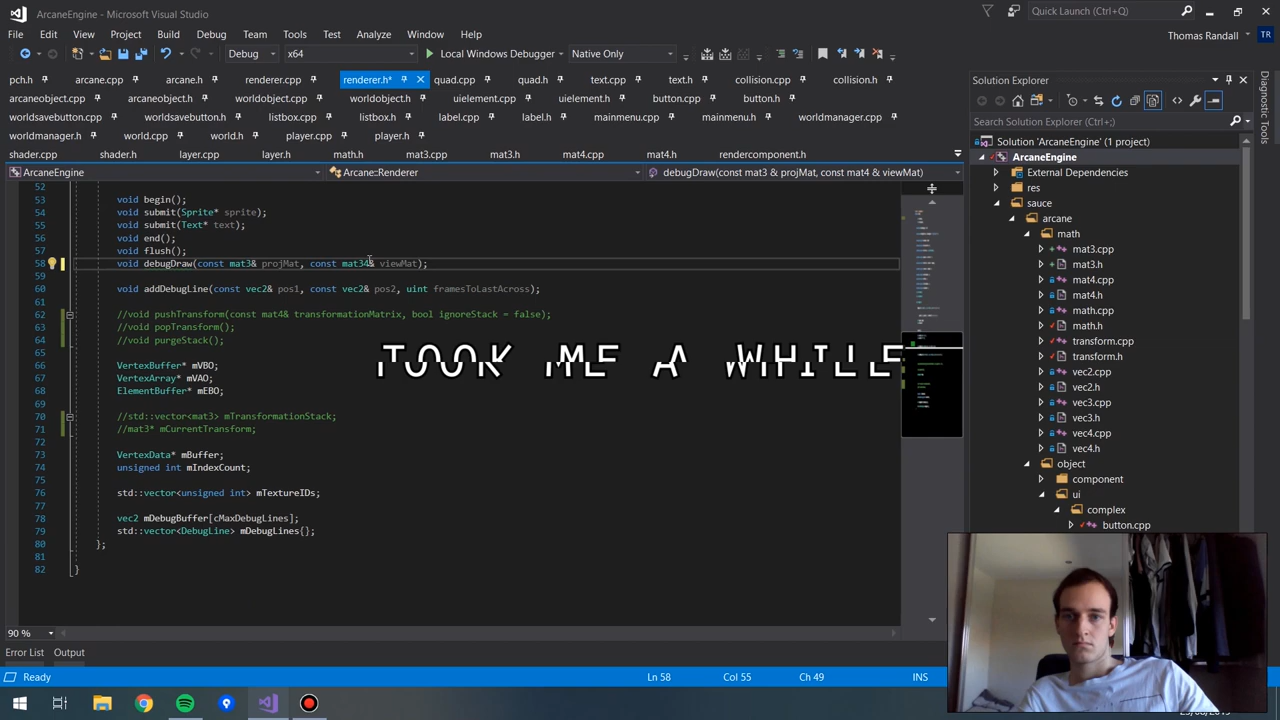 ArcaneEngine - Microsoft Visual Studio
Quick Launch (Ctrl+Q)
File Edit View Project Build Debug Team Tools Test Analyze Window Help
Thomas Randall TR
Debug x64 Local Windows Debugger Native Only
pch.h arcane.cpp arcane.h renderer.cpp renderer.h* quad.cpp quad.h text.cpp text.h collision.cpp collision.h
arcaneobject.cpp arcaneobject.h worldobject.cpp worldobject.h uielement.cpp uielement.h button.cpp button.h
worldsavebutton.cpp worldsavebutton.h listbox.cpp listbox.h label.cpp label.h mainmenu.cpp mainmenu.h worldmanager.cpp
worldmanager.h world.cpp world.h player.cpp player.h
shader.cpp shader.h layer.cpp layer.h math.h mat3.cpp mat3.h mat4.cpp mat4.h rendercomponent.h
ArcaneEngine Arcane::Renderer debugDraw(const mat3 & projMat, const mat4 & viewMat)
52
53 void begin();
54 void submit(Sprite* sprite);
55 void submit(Text* text);
56 void end();
57 void flush();
58 void debugDraw(const mat3& projMat, const mat34& viewMat);
59
60 void addDebugLine(const vec2& pos1, const vec2& pos2, uint framesToLastAcross);
61
62 //void pushTransform(const mat4& transformationMatrix, bool ignoreStack = false);
63 //void popTransform();
64 //void purgeStack();
65
66 VertexBuffer* mVBO;
67 VertexArray* mVAO;
68 ElementBuffer* mEBO;
69
70 //std::vector<mat3> mTransformationStack;
71 //mat3* mCurrentTransform;
72
73 VertexData* mBuffer;
74 unsigned int mIndexCount;
75
76 std::vector<unsigned int> mTextureIDs;
77
78 vec2 mDebugBuffer[cMaxDebugLines];
79 std::vector<DebugLine> mDebugLines{};
80 };
81
82 }
TOOK ME A WHILE
90 %
Error List Output
Ready Ln 58 Col 55 Ch 49 INS
Solution Explorer
Search Solution Explorer (Ctrl+;)
Solution 'ArcaneEngine' (1 project)
ArcaneEngine
External Dependencies
res
sauce
arcane
math
mat3.cpp
mat3.h
mat4.cpp
mat4.h
math.cpp
math.h
transform.cpp
transform.h
vec2.cpp
vec2.h
vec3.cpp
vec3.h
vec4.cpp
vec4.h
object
component
ui
complex
button.cpp
Diagnostic Tools